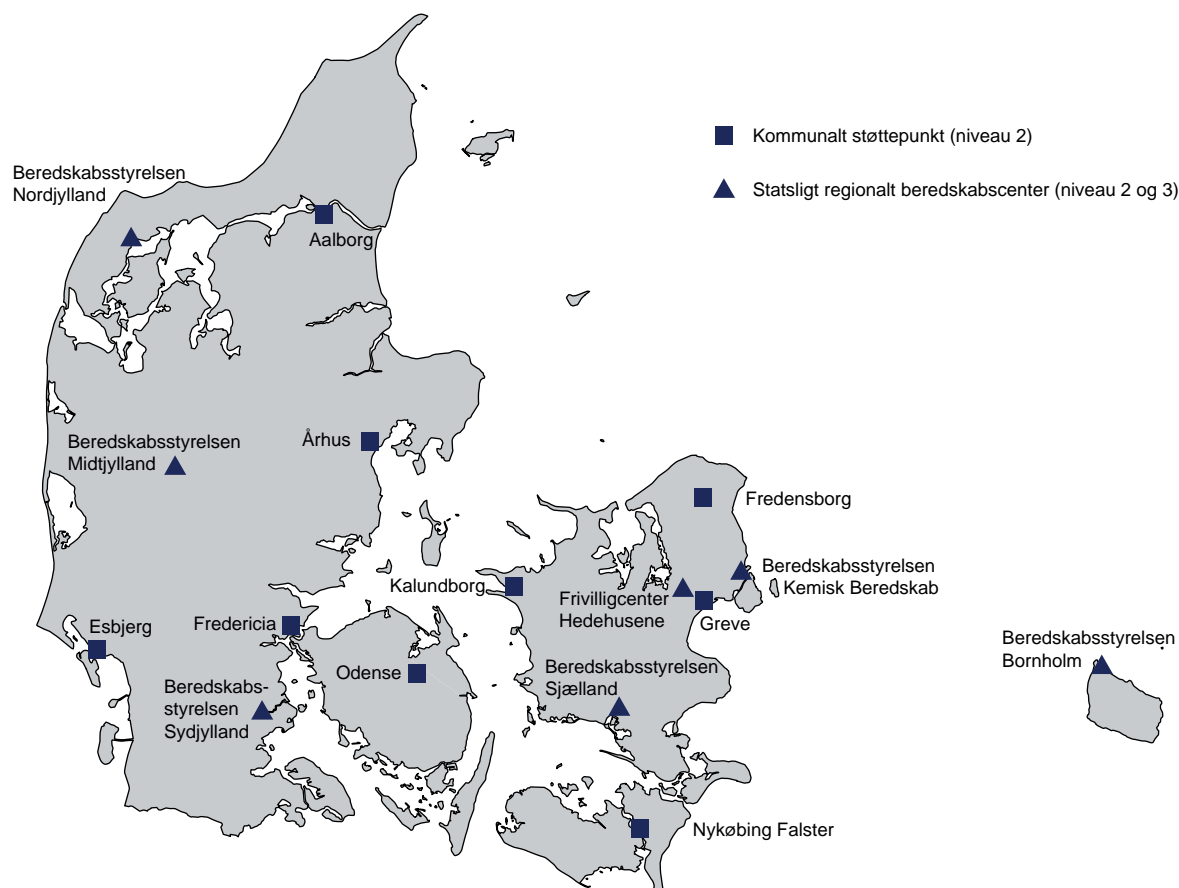 Kommunalt støttepunkt (niveau 2)
Statsligt regionalt beredskabscenter (niveau 2 og 3)
Beredskabsstyrelsen
Nordjylland
Aalborg
Århus
Beredskabsstyrelsen
Midtjylland
Fredensborg
Beredskabsstyrelsen
Kemisk Beredskab
Kalundborg
Frivilligcenter
Hedehusene
Greve
Esbjerg
Fredericia
Beredskabsstyrelsen
Bornholm
Odense
Beredskabsstyrelsen
Sjælland
Beredskabs-
styrelsen
Sydjylland
Nykøbing Falster